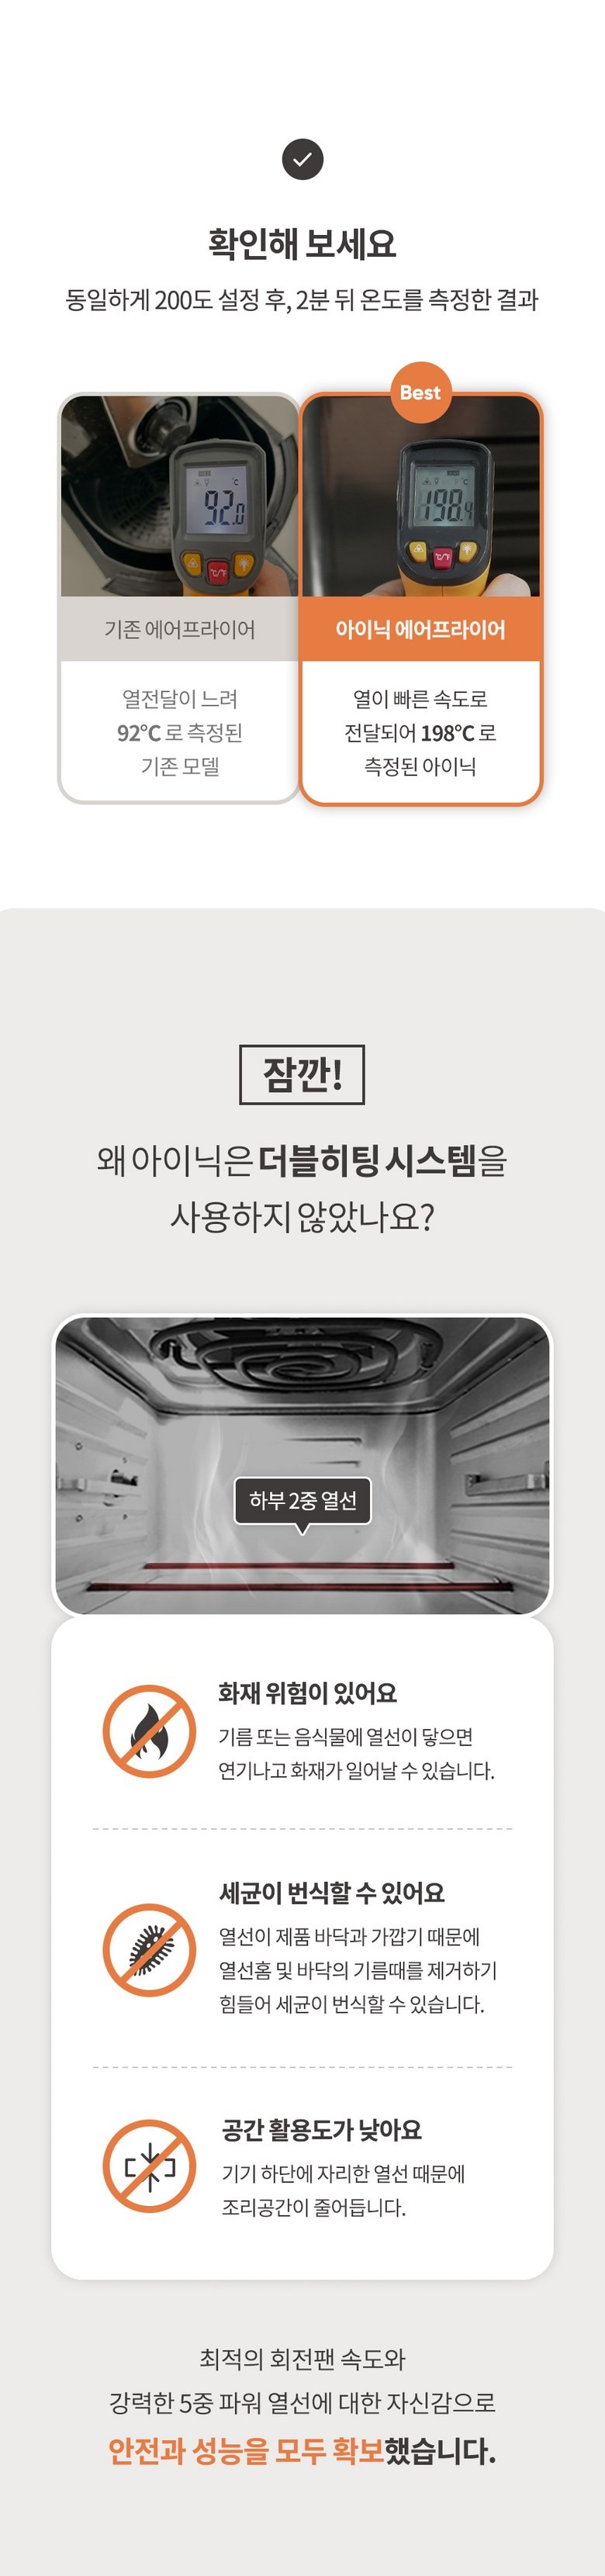 확인해 보세요
동일하게 200도 설정 후, 2분 뒤 온도를 측정한 결과
Best
92.0
°C
°C/°F
198.4
°C
°C/°F
기존 에어프라이어
아이닉 에어프라이어
열전달이 느려
92°C 로 측정된
기존 모델
열이 빠른 속도로
전달되어 198°C 로
측정된 아이닉
잠깐!
왜 아이닉은 더블히팅 시스템을
사용하지 않았나요?
하부 2중 열선
화재 위험이 있어요
기름 또는 음식물에 열선이 닿으면
연기나고 화재가 일어날 수 있습니다.
세균이 번식할 수 있어요
열선이 제품 바닥과 가깝기 때문에
열선홈 및 바닥의 기름때를 제거하기
힘들어 세균이 번식할 수 있습니다.
공간 활용도가 낮아요
기기 하단에 자리한 열선 때문에
조리공간이 줄어듭니다.
최적의 회전팬 속도와
강력한 5중 파워 열선에 대한 자신감으로
안전과 성능을 모두 확보했습니다.